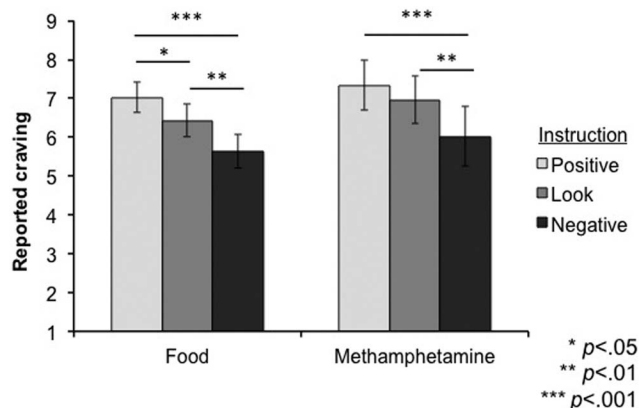 9
8
7
6
5
4
3
2
1
Reported craving
***
*
**
***
**
Food
Methamphetamine
Instruction
Positive
Look
Negative
* p<.05
** p<.01
*** p<.001